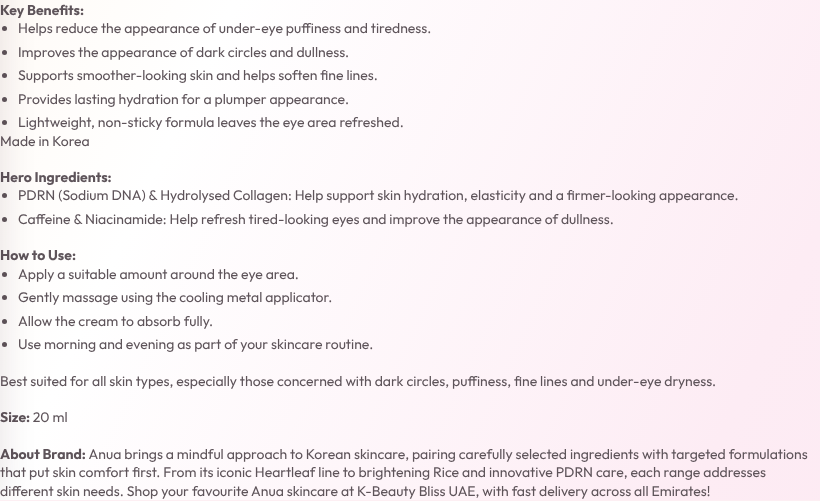 Key Benefits:
• Helps reduce the appearance of under-eye puffiness and tiredness.
• Improves the appearance of dark circles and dullness.
• Supports smoother-looking skin and helps soften fine lines.
• Provides lasting hydration for a plumper appearance.
• Lightweight, non-sticky formula leaves the eye area refreshed.
Made in Korea
Hero Ingredients:
• PDRN (Sodium DNA) & Hydrolysed Collagen: Help support skin hydration, elasticity and a firmer-looking appearance.
• Caffeine & Niacinamide: Help refresh tired-looking eyes and improve the appearance of dullness.
How to Use:
• Apply a suitable amount around the eye area.
• Gently massage using the cooling metal applicator.
• Allow the cream to absorb fully.
• Use morning and evening as part of your skincare routine.
Best suited for all skin types, especially those concerned with dark circles, puffiness, fine lines and under-eye dryness.
Size: 20 ml
About Brand: Anua brings a mindful approach to Korean skincare, pairing carefully selected ingredients with targeted formulations
that put skin comfort first. From its iconic Heartleaf line to brightening Rice and innovative PDRN care, each range addresses
different skin needs. Shop your favourite Anua skincare at K-Beauty Bliss UAE, with fast delivery across all Emirates!